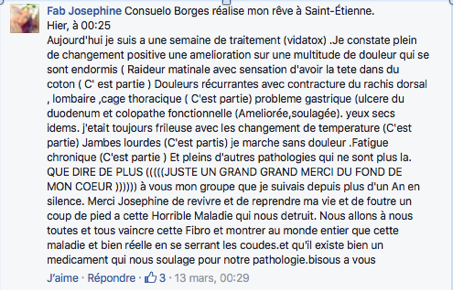 Fab Josephine Consuelo Borges réalise mon rêve à Saint-Étienne.
Hier, à 00:25
Aujourd'hui je suis a une semaine de traitement (vidatox) .Je constate plein
de changement positive une amelioration sur une multitude de douleur qui se
sont endormis ( Raideur matinale avec sensation d'avoir la tete dans du
coton ( C' est partie ) Douleurs récurrantes avec contracture du rachis dorsal
, lombaire ,cage thoracique ( C'est partie) probleme gastrique (ulcere du
duodenum et colopathe fonctionnelle (Ameliorée,soulagée). yeux secs
idems. j'etait toujours frileuse avec les changement de temperature (C'est
partie) Jambes lourdes (C'est partis) je marche sans douleur .Fatigue
chronique (C'est partie ) Et pleins d'autres pathologies qui ne sont plus la.
QUE DIRE DE PLUS (((((JUSTE UN GRAND GRAND MERCI DU FOND DE
MON COEUR )))))) à vous mon groupe que je suivais depuis plus d'un An en
silence. Merci Josephine de revivre et de reprendre ma vie et de foutre un
coup de pied a cette Horrible Maladie qui nous detruit. Nous allons à nous
toutes et tous vaincre cette Fibro et montrer au monde entier que cette
maladie et bien réelle en se serrant les coudes.et qu'il existe bien un
medicament qui nous soulage pour notre pathologie.bisous a vous
J'aime · Répondre · 3 · 13 mars, 00:29